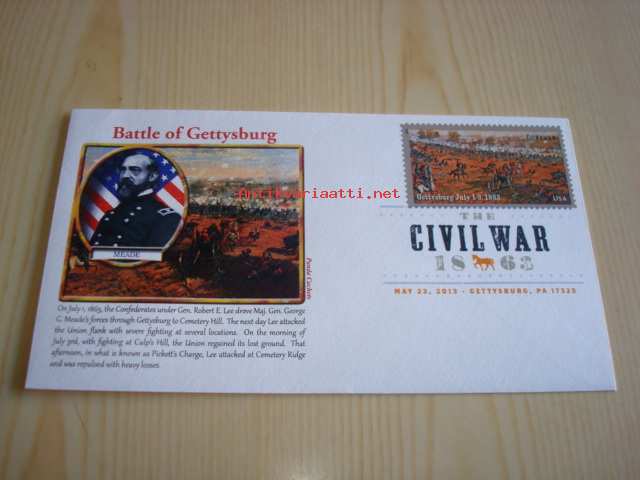 Battle of Gettysburg
MEADE
Panda Cachets
On July 1, 1863, the Confederates under Gen. Robert E. Lee drove Maj. Gen. George
G. Meade's forces through Gettysburg to Cemetery Hill. The next day Lee attacked
the Union flank with severe fighting at several locations. On the morning of
July 3rd, with fighting at Culp's Hill, the Union regained its lost ground. That
afternoon, in what is known as Pickett's Charge, Lee attacked at Cemetery Ridge
and was repulsed with heavy losses.
FOREVER
Gettysburg July 1-3, 1863
USA
THE
CIVIL WAR
1863
MAY 23, 2013 - GETTYSBURG, PA 17325